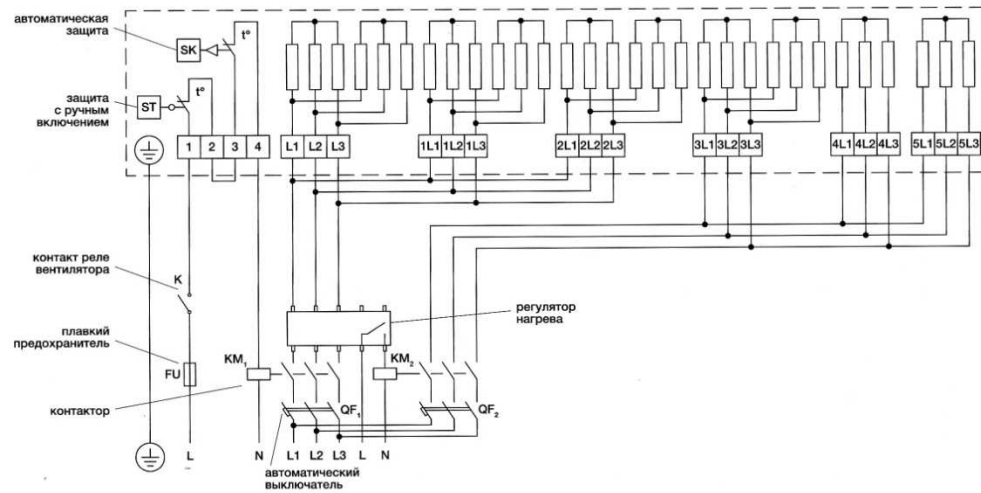 автоматическая
защита
SK
t°
защита
с ручным
включением
ST
t°
1 2 3 4
L1 L2 L3
1L1 1L2 1L3
2L1 2L2 2L3
3L1 3L2 3L3
4L1 4L2 4L3
5L1 5L2 5L3
контакт реле
вентилятора
K
регулятор
нагрева
плавкий
предохранитель
FU
KM1
KM2
контактор
QF1
QF2
L N L1 L2 L3 L N
автоматический
выключатель